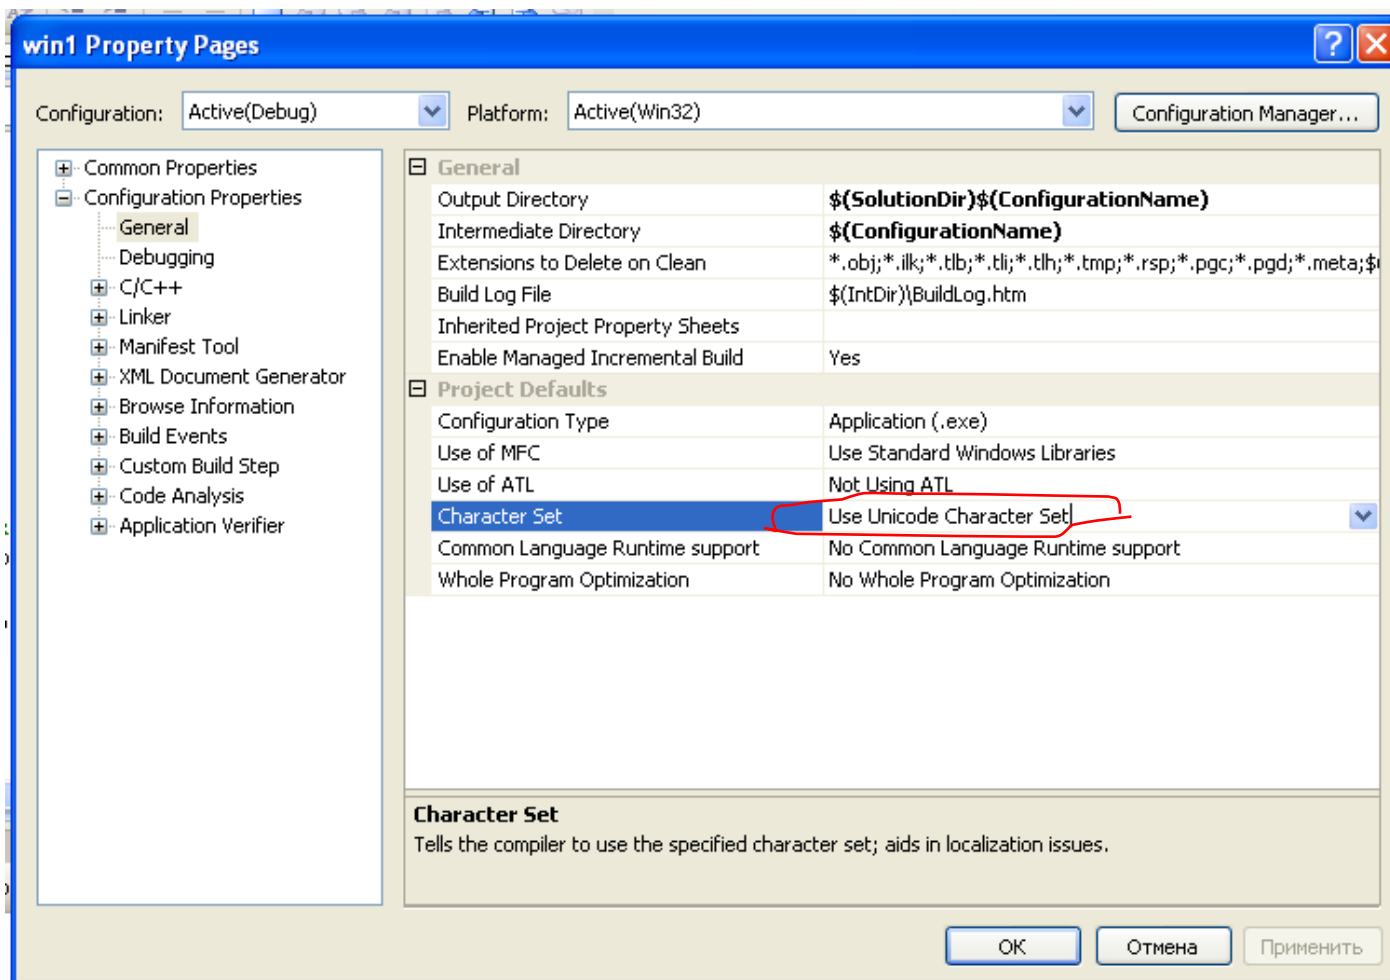 win1 Property Pages
Configuration: Active(Debug) Platform: Active(Win32) Configuration Manager...
Common Properties
Configuration Properties
General
Debugging
C/C++
Linker
Manifest Tool
XML Document Generator
Browse Information
Build Events
Custom Build Step
Code Analysis
Application Verifier
General
Output Directory $(SolutionDir)$(ConfigurationName)
Intermediate Directory $(ConfigurationName)
Extensions to Delete on Clean *.obj;*.ilk;*.tlb;*.tli;*.tlh;*.tmp;*.rsp;*.pgc;*.pgd;*.meta;
Build Log File $(IntDir)\BuildLog.htm
Inherited Project Property Sheets
Enable Managed Incremental Build Yes
Project Defaults
Configuration Type Application (.exe)
Use of MFC Use Standard Windows Libraries
Use of ATL Not Using ATL
Character Set Use Unicode Character Set
Common Language Runtime support No Common Language Runtime support
Whole Program Optimization No Whole Program Optimization
Character Set
Tells the compiler to use the specified character set; aids in localization issues.
ОК Отмена Применить